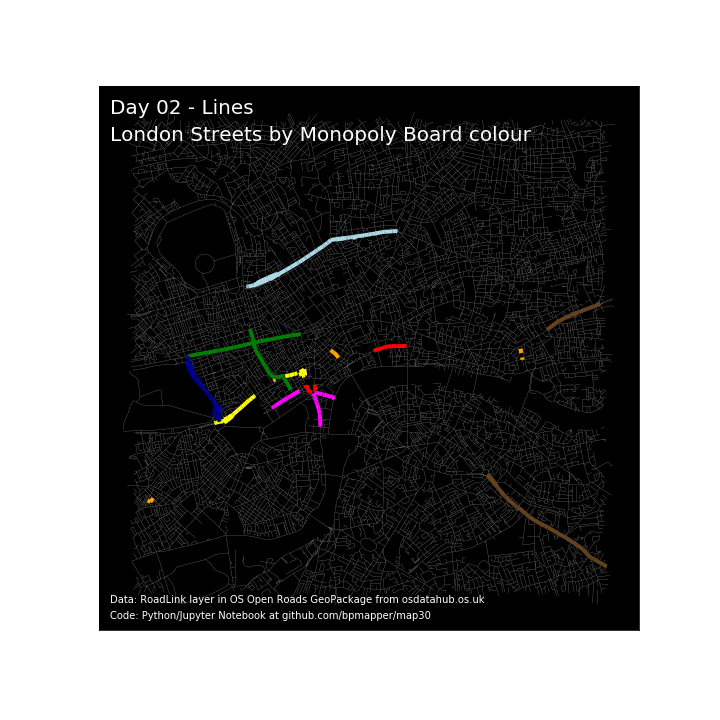 Day 02 - Lines
London Streets by Monopoly Board colour
Data: RoadLink layer in OS Open Roads GeoPackage from osdatahub.os.uk
Code: Python/Jupyter Notebook at github.com/bpmapper/map30